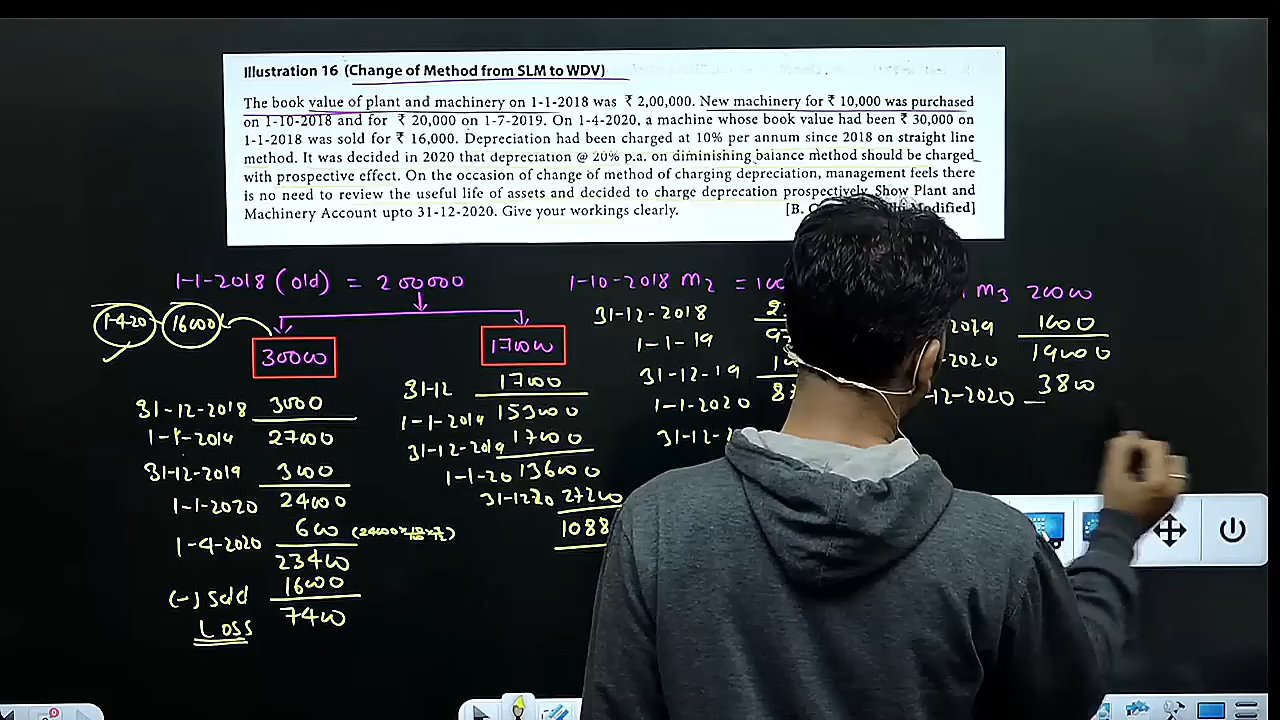 Illustration 16 (Change of Method from SLM to WDV)
The book value of plant and machinery on 1-1-2018 was ₹ 2,00,000. New machinery for ₹ 10,000 was purchased
on 1-10-2018 and for ₹ 20,000 on 1-7-2019. On 1-4-2020, a machine whose book value had been ₹ 30,000 on
1-1-2018 was sold for ₹ 16,000. Depreciation had been charged at 10% per annum since 2018 on straight line
method. It was decided in 2020 that depreciation @ 20% p.a. on diminishing balance method should be charged
with prospective effect. On the occasion of change of method of charging depreciation, management feels there
is no need to review the useful life of assets and decided to charge deprecation prospectively. Show Plant and
Machinery Account upto 31-12-2020. Give your workings clearly. [B. Modified]
1-1-2018 (old) = 200000
1-4-20 16000
30000
31-12-2018 3000
1-1-2019 27000
31-12-2019 3000
1-1-2020 24000
1-4-2020 600
23400
(-) Sold 16000
Loss 7400
170000
31-12 17000
1-1-2019 153000
31-12-2019 17000
1-1-20 136000
31-1220 27200
1088
1-10-2018 M2 =
31-12-2018
1-1-19
31-12-19
1-1-2020
31-12-
M3 20000
2019 1000
2020 19000
-12-2020 3800